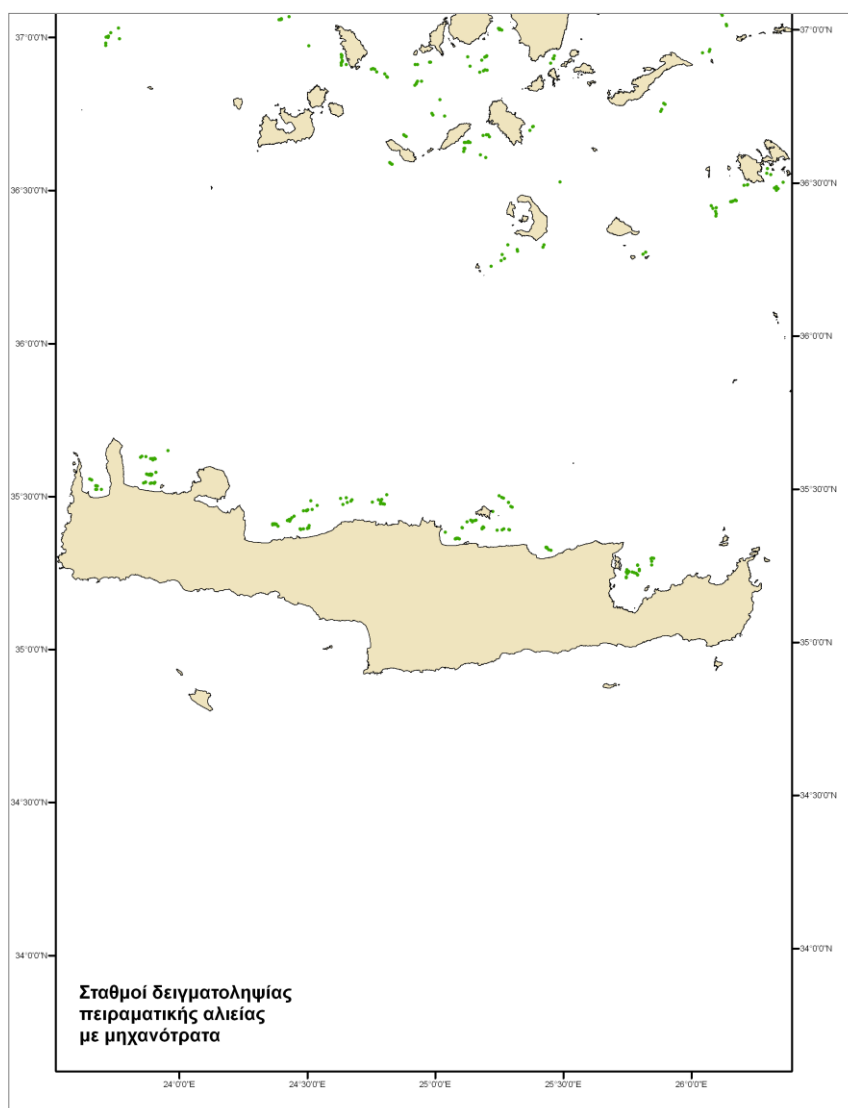 37°0'0"N
37°0'0"N
36°30'0"N
36°30'0"N
36°0'0"N
36°0'0"N
35°30'0"N
35°30'0"N
35°0'0"N
35°0'0"N
34°30'0"N
34°30'0"N
34°0'0"N
34°0'0"N
Σταθμοί δειγματοληψίας
πειραματικής αλιείας
με μηχανότρατα
24°0'0"E
24°30'0"E
25°0'0"E
25°30'0"E
26°0'0"E